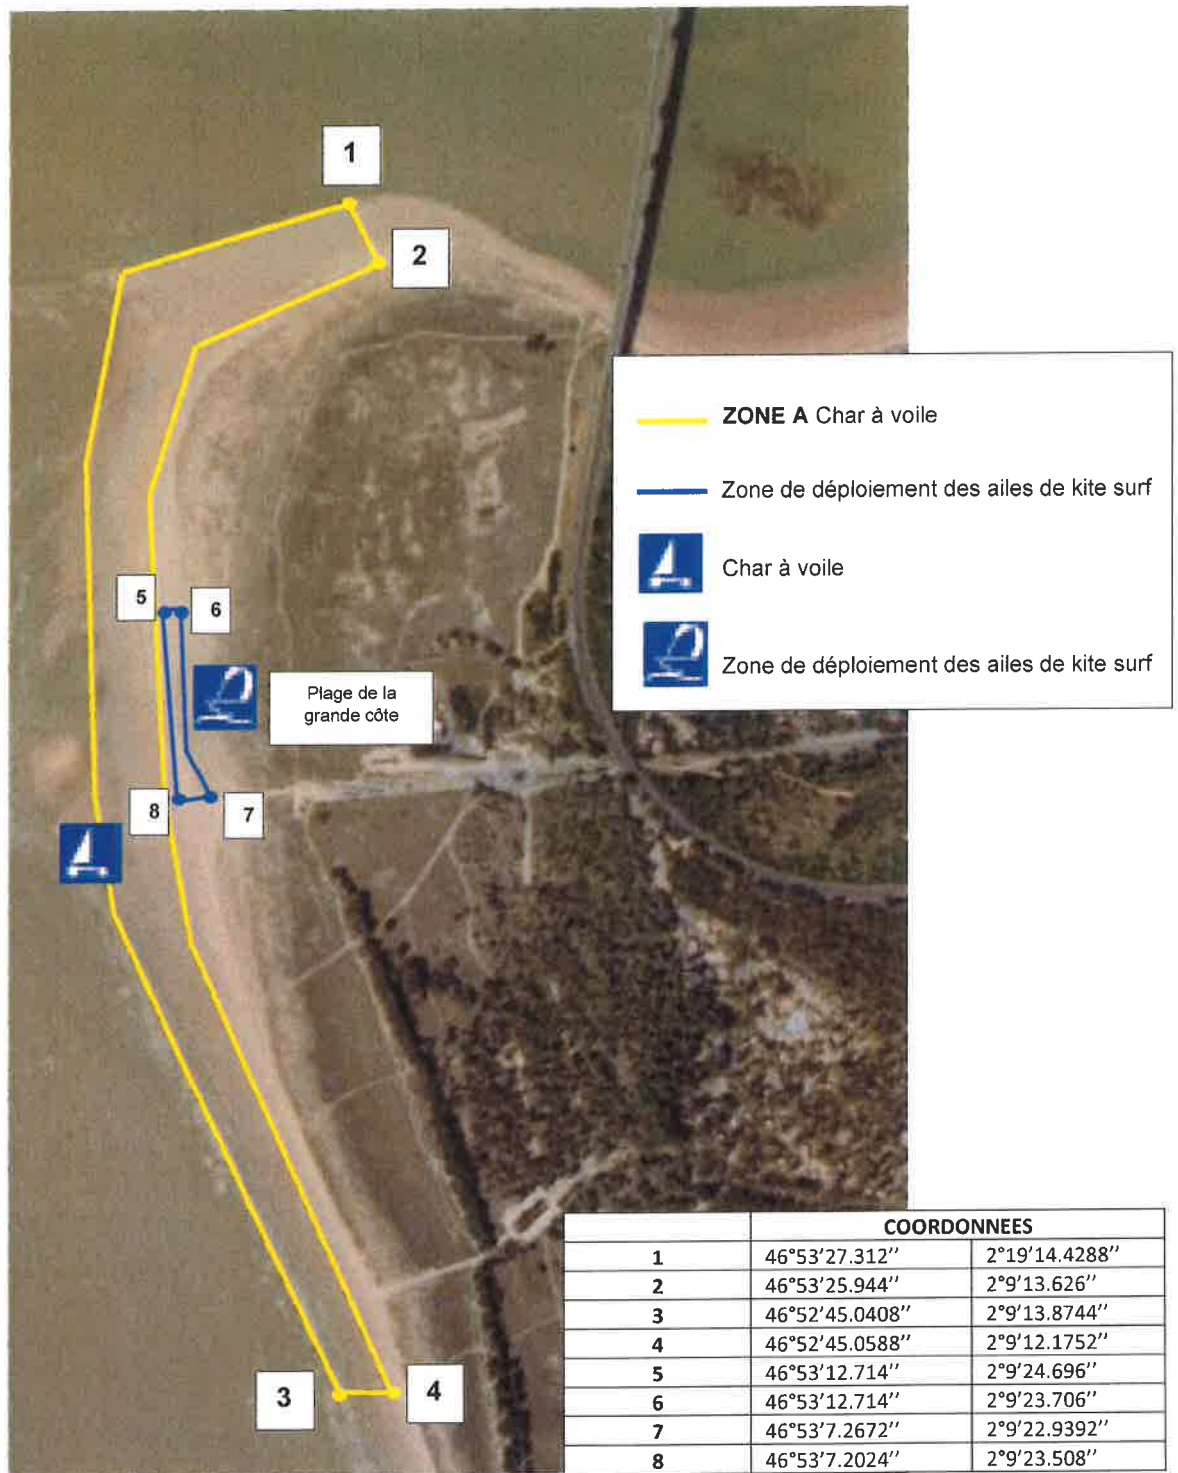 1
2
ZONE A Char à voile
Zone de déploiement des ailes de kite surf
Char à voile
Zone de déploiement des ailes de kite surf
5
6
Plage de la
grande côte
8
7
3
4
COORDONNEES
1 46°53’27.312’’ 2°19’14.4288’’
2 46°53’25.944’’ 2°9’13.626’’
3 46°52’45.0408’’ 2°9’13.8744’’
4 46°52’45.0588’’ 2°9’12.1752’’
5 46°53’12.714’’ 2°9’24.696’’
6 46°53’12.714’’ 2°9’23.706’’
7 46°53’7.2672’’ 2°9’22.9392’’
8 46°53’7.2024’’ 2°9’23.508’’